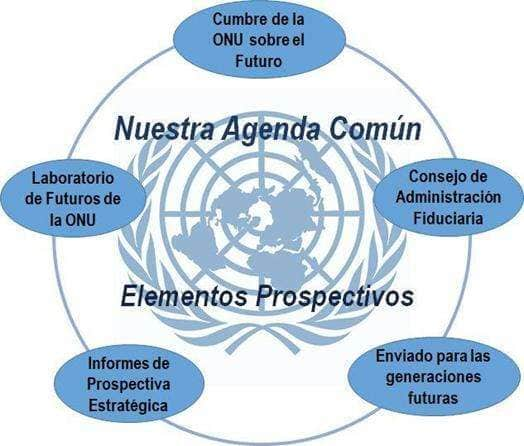 Cumbre de la
ONU sobre el
Futuro
Nuestra Agenda Común
Laboratorio
de Futuros de
la ONU
Consejo de
Administración
Fiduciaria
Elementos Prospectivos
Informes de
Prospectiva
Estratégica
Enviado para las
generaciones
futuras